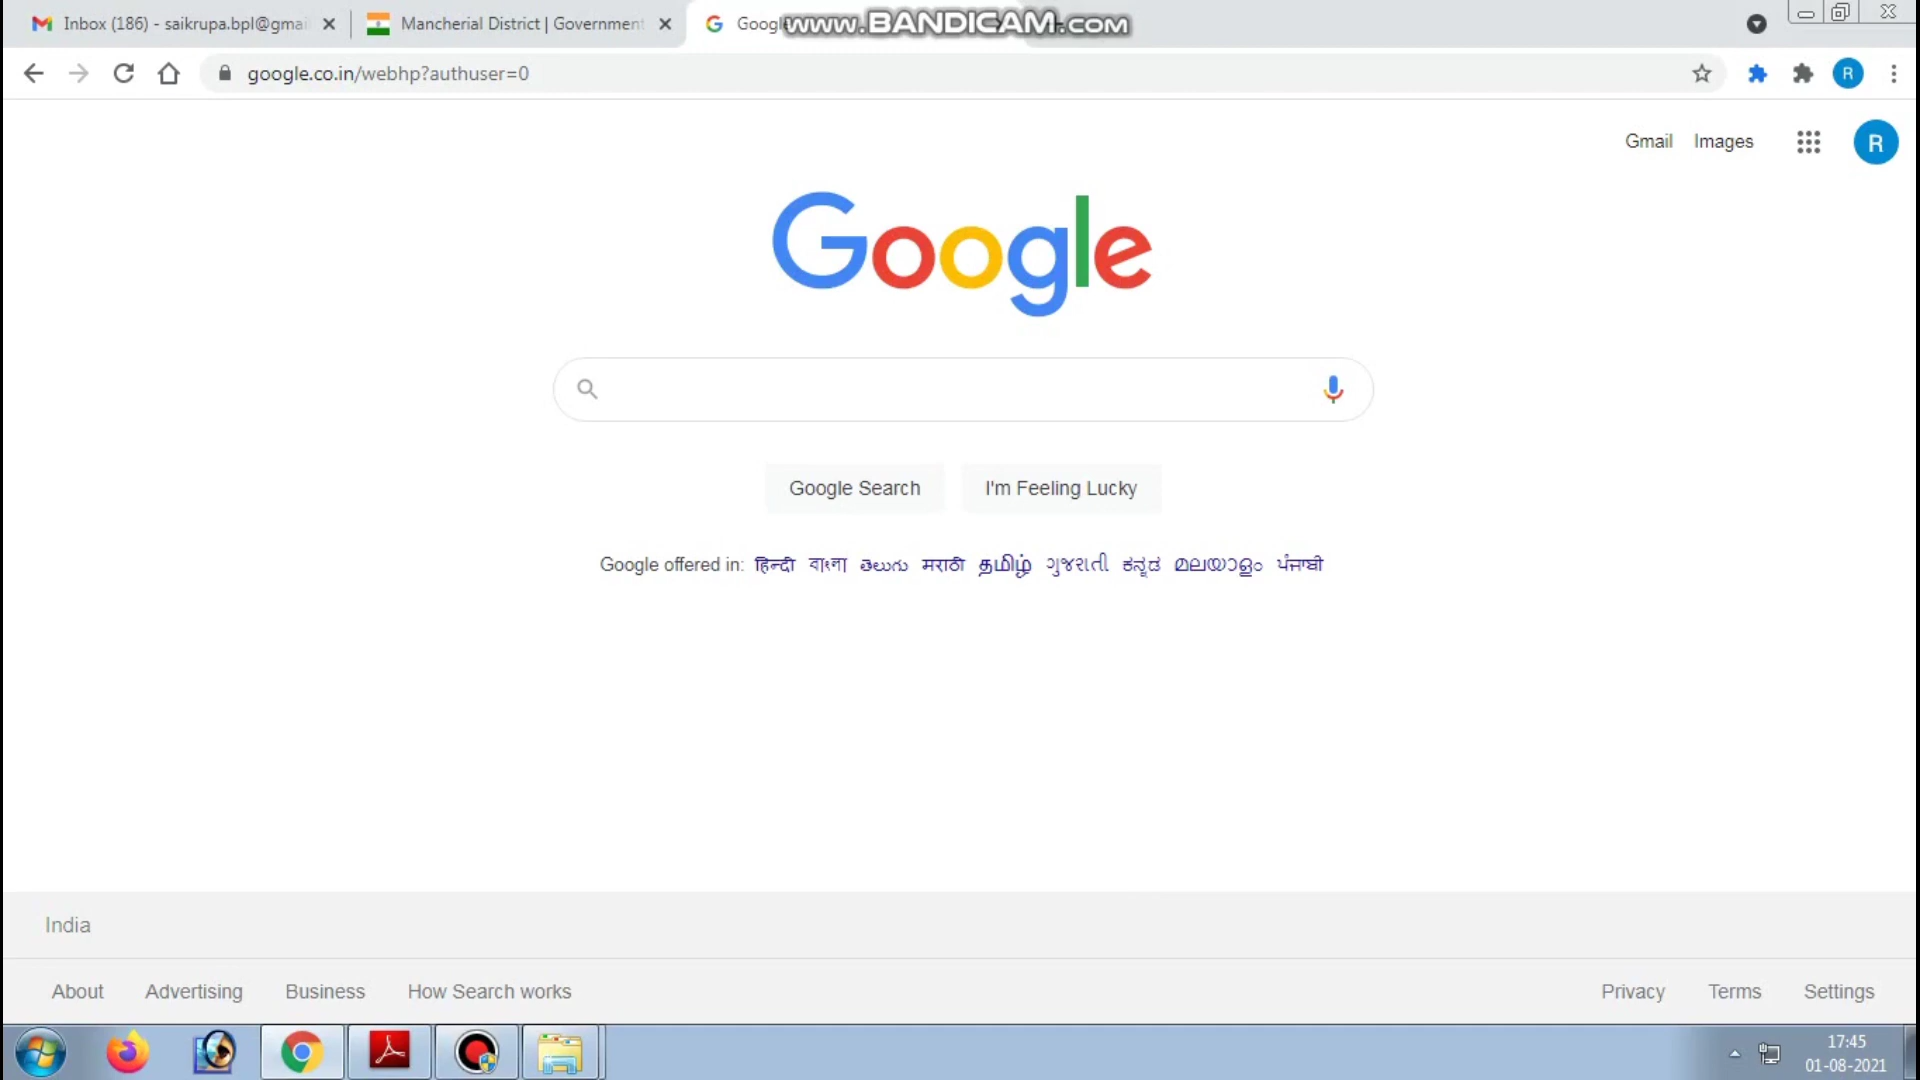 Inbox (186) - saikrupa.bpl@gmai
Mancherial District | Government
Google
www.BANDICAM.com
google.co.in/webhp?authuser=0
R
Gmail Images
R
Google
Google Search I'm Feeling Lucky
Google offered in: हिन्दी বাংলা తెలుగు मराठी தமிழ் ગુજરાતી ಕನ್ನಡ മലയാളം ਪੰਜਾਬੀ
India
About Advertising Business How Search works Privacy Terms Settings
17:45
01-08-2021